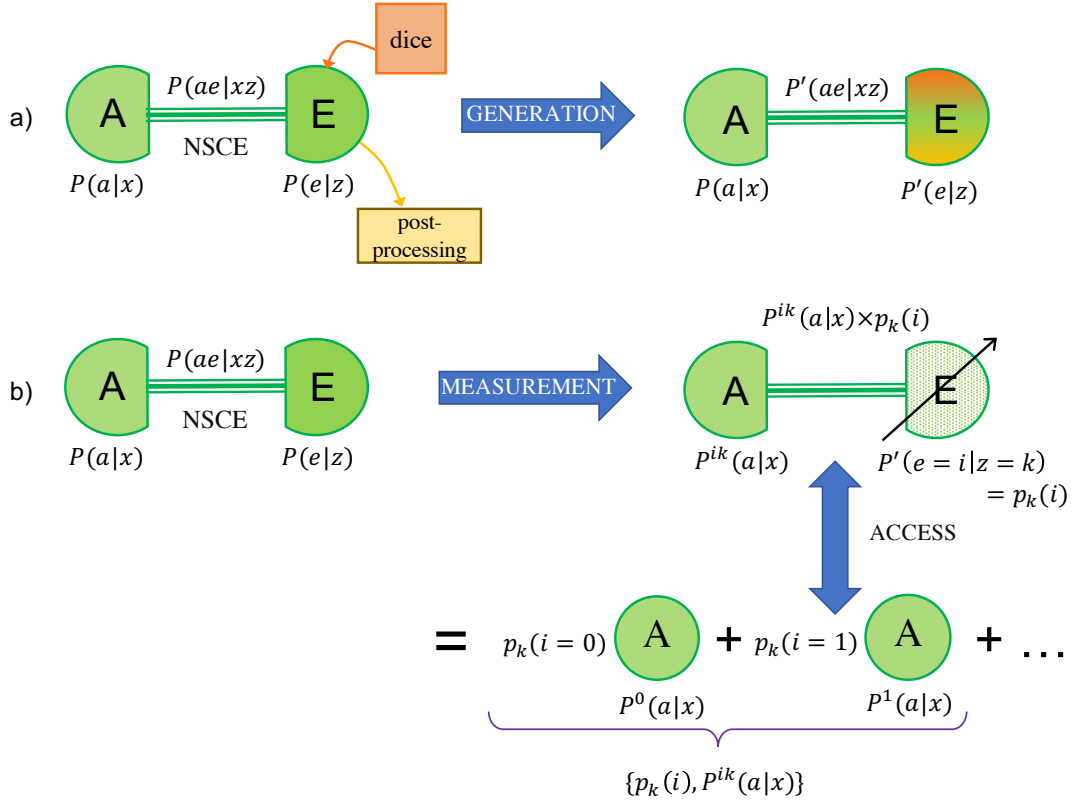 a)
dice
P(ae|xz)
A
E
NSCE
P(a|x)
P(e|z)
post-
processing
GENERATION
P′(ae|xz)
A
E
P(a|x)
P′(e|z)
b)
P(ae|xz)
A
E
NSCE
P(a|x)
P(e|z)
MEASUREMENT
P^{ik}(a|x)×p_k(i)
A
E
P^{ik}(a|x)
P′(e = i|z = k)
= p_k(i)
ACCESS
= p_k(i = 0) A + p_k(i = 1) A + …
P^0(a|x)
P^1(a|x)
{p_k(i), P^{ik}(a|x)}